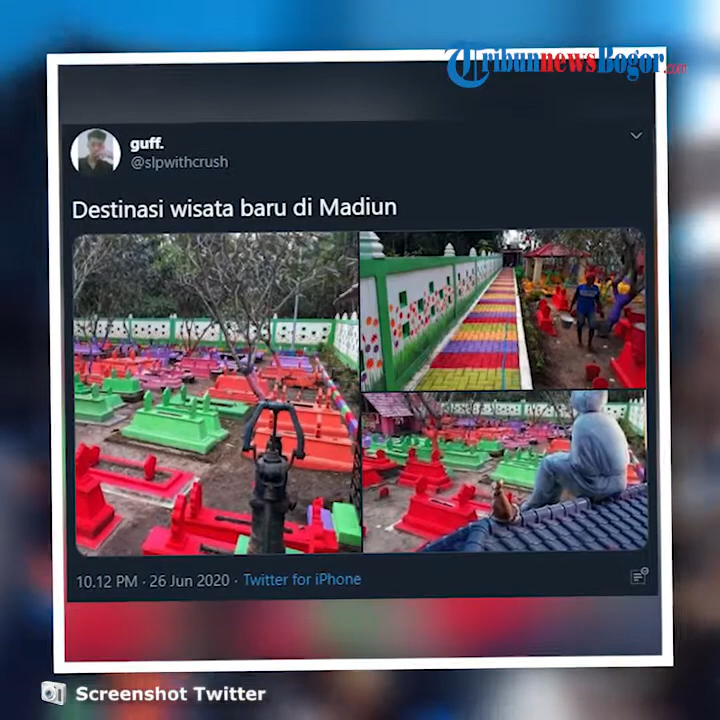 TribunnewsBogor.com
guff.
@slpwithcrush
Destinasi wisata baru di Madiun
10.12 PM · 26 Jun 2020 · Twitter for iPhone
Screenshot Twitter